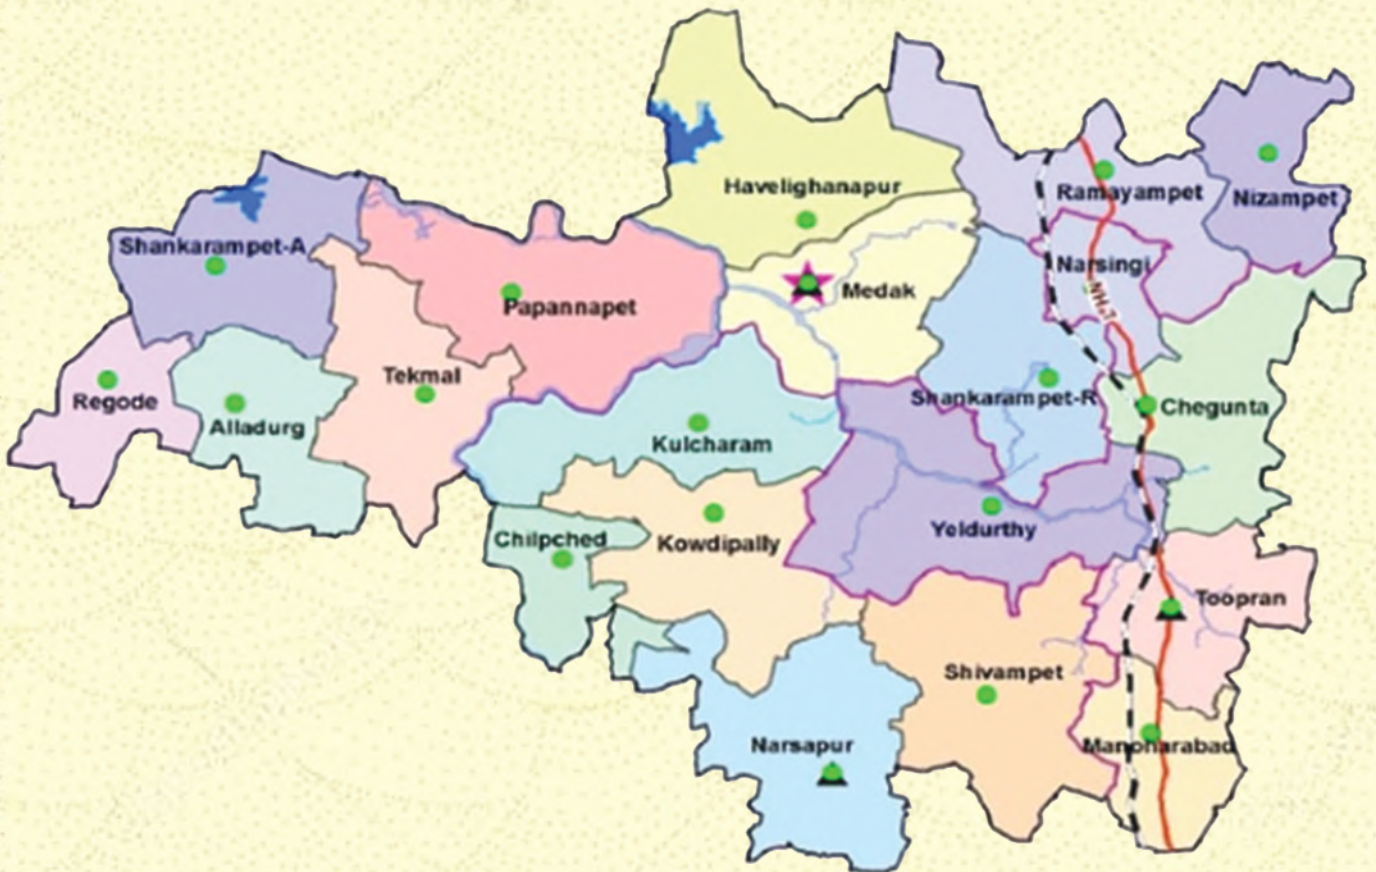 Havelighanapur
Ramayampet
Nizampet
Shankarampet-A
Narsingi
Medak
NH-7
Papannapet
Tekmal
Regode
Shankarampet-R
Chegunta
Alladurg
Kulcharam
Yeldurthy
Chilpched
Kowdipally
Toopran
Shivampet
Narsapur
Manoharabad